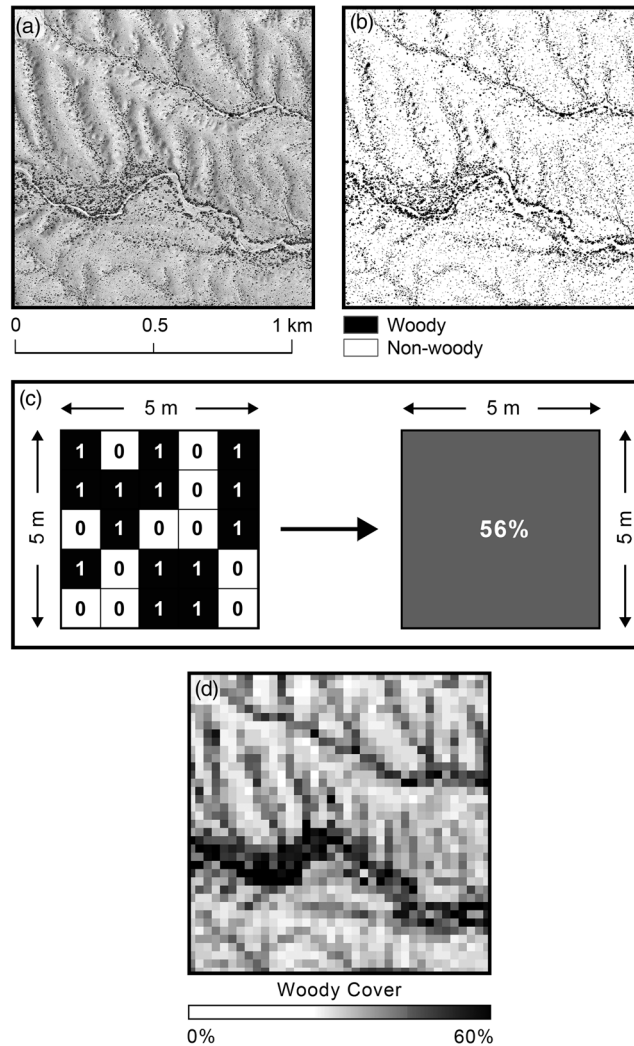 (a)
(b)
0 0.5 1 km
Woody
Non-woody
(c)
5 m
5 m
5 m
1 0 1 0 1
1 1 1 0 1
0 1 0 0 1
1 0 1 1 0
0 0 1 1 0
56%
5 m
(d)
Woody Cover
0% 60%